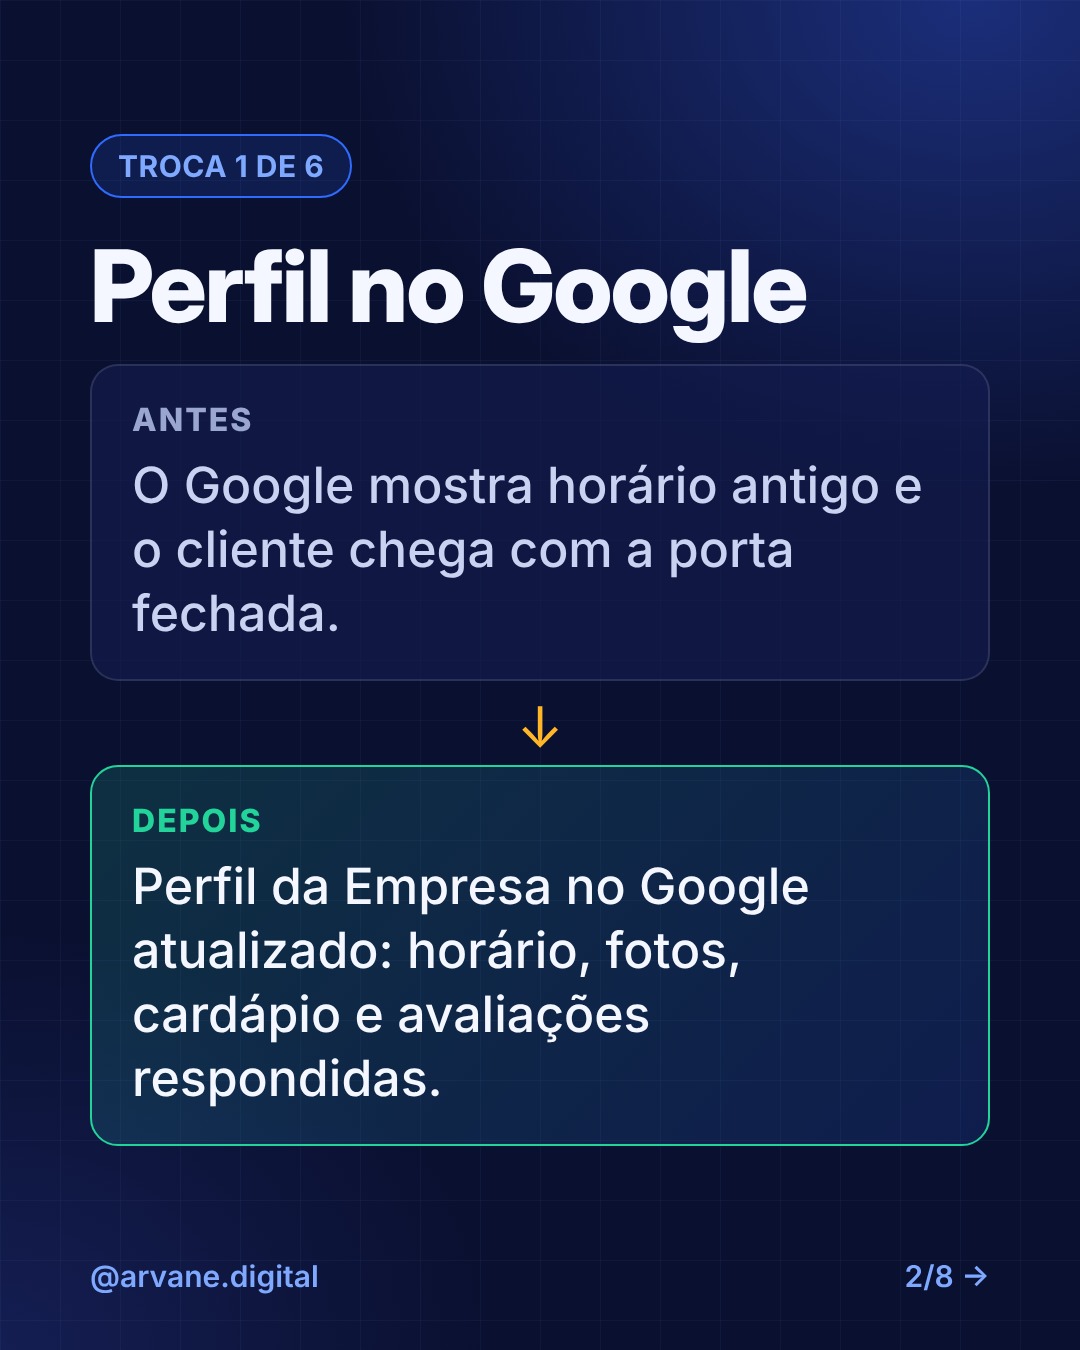 TROCA 1 DE 6
Perfil no Google
ANTES
O Google mostra horário antigo e
o cliente chega com a porta
fechada.
↓
DEPOIS
Perfil da Empresa no Google
atualizado: horário, fotos,
cardápio e avaliações
respondidas.
@arvane.digital
2/8 →